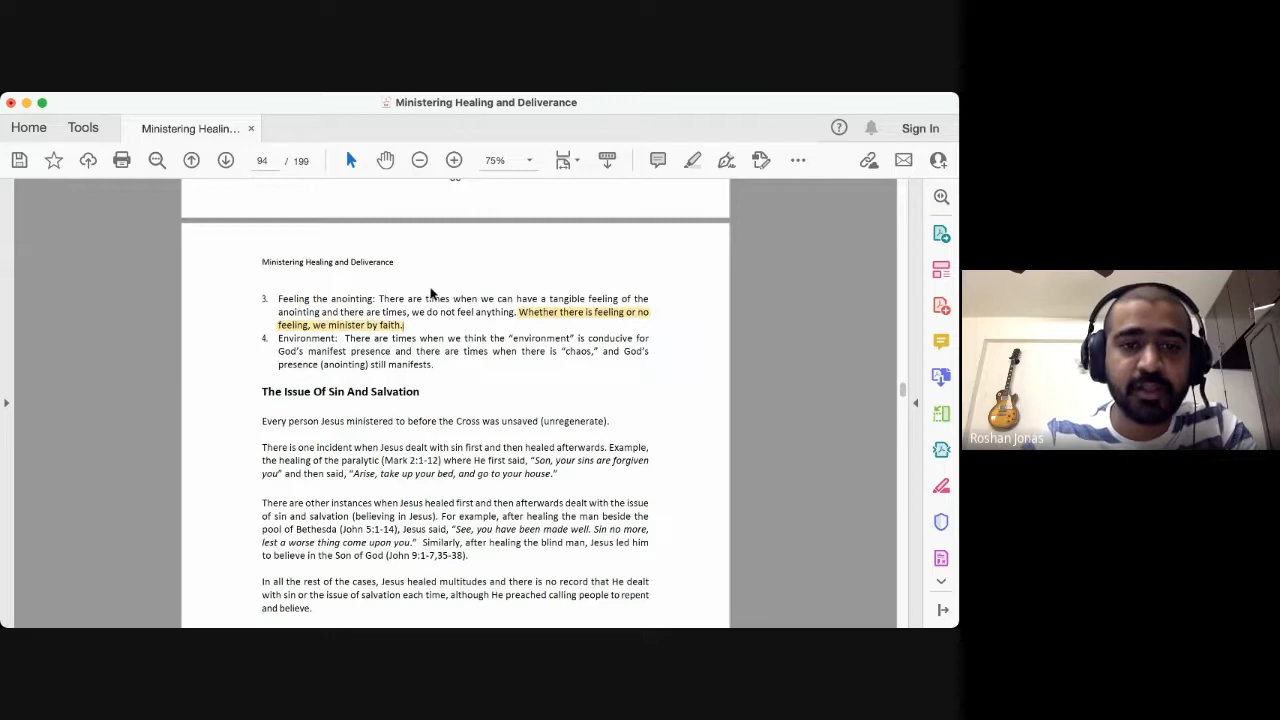 Ministering Healing and Deliverance
Home
Tools
Ministering Healin...
Sign In
94
/ 199
75%
Ministering Healing and Deliverance
3. Feeling the anointing: There are times when we can have a tangible feeling of the
anointing and there are times, we do not feel anything. Whether there is feeling or no
feeling, we minister by faith.
4. Environment: There are times when we think the “environment” is conducive for
God’s manifest presence and there are times when there is “chaos,” and God’s
presence (anointing) still manifests.
The Issue Of Sin And Salvation
Every person Jesus ministered to before the Cross was unsaved (unregenerate).
There is one incident when Jesus dealt with sin first and then healed afterwards. Example,
the healing of the paralytic (Mark 2:1-12) where He first said, “Son, your sins are forgiven
you” and then said, “Arise, take up your bed, and go to your house.”
There are other instances when Jesus healed first and then afterwards dealt with the issue
of sin and salvation (believing in Jesus). For example, after healing the man beside the
pool of Bethesda (John 5:1-14), Jesus said, “See, you have been made well. Sin no more,
lest a worse thing come upon you.” Similarly, after healing the blind man, Jesus led him
to believe in the Son of God (John 9:1-7,35-38).
In all the rest of the cases, Jesus healed multitudes and there is no record that He dealt
with sin or the issue of salvation each time, although He preached calling people to repent
and believe.
Roshan Jonas